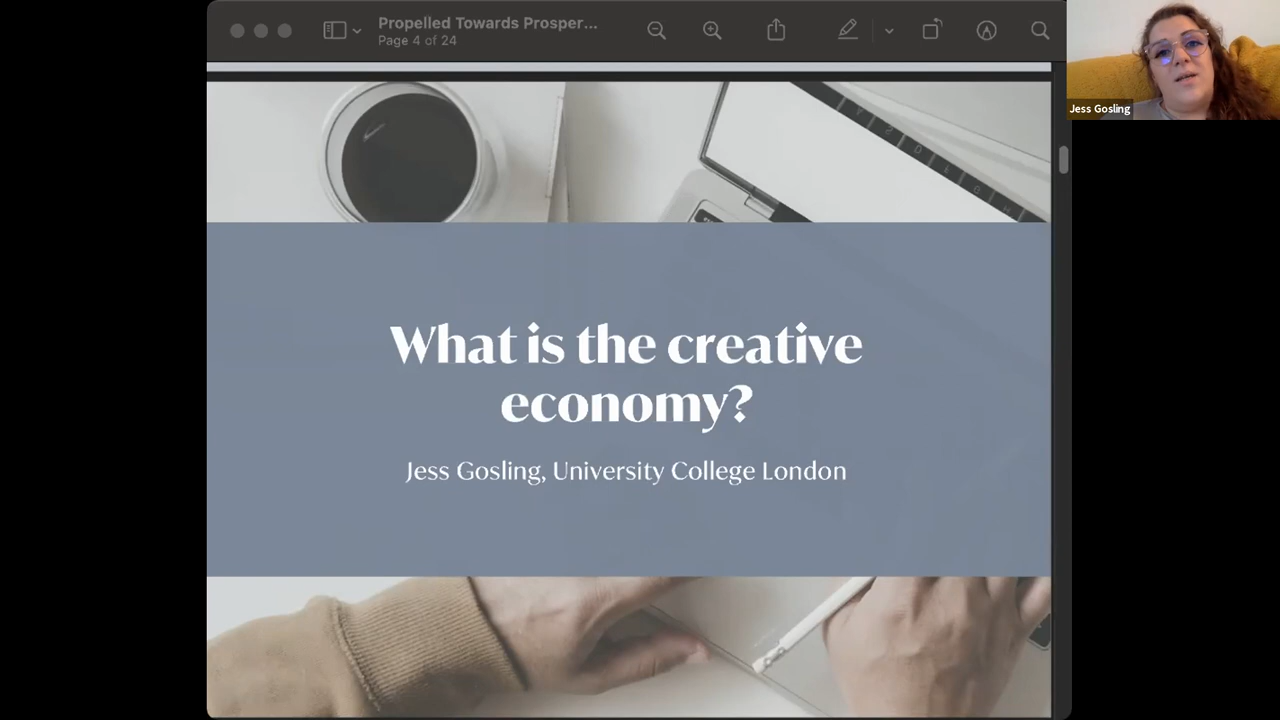 Propelled Towards Prosper...
Page 4 of 24
Jess Gosling
What is the creative
economy?
Jess Gosling, University College London